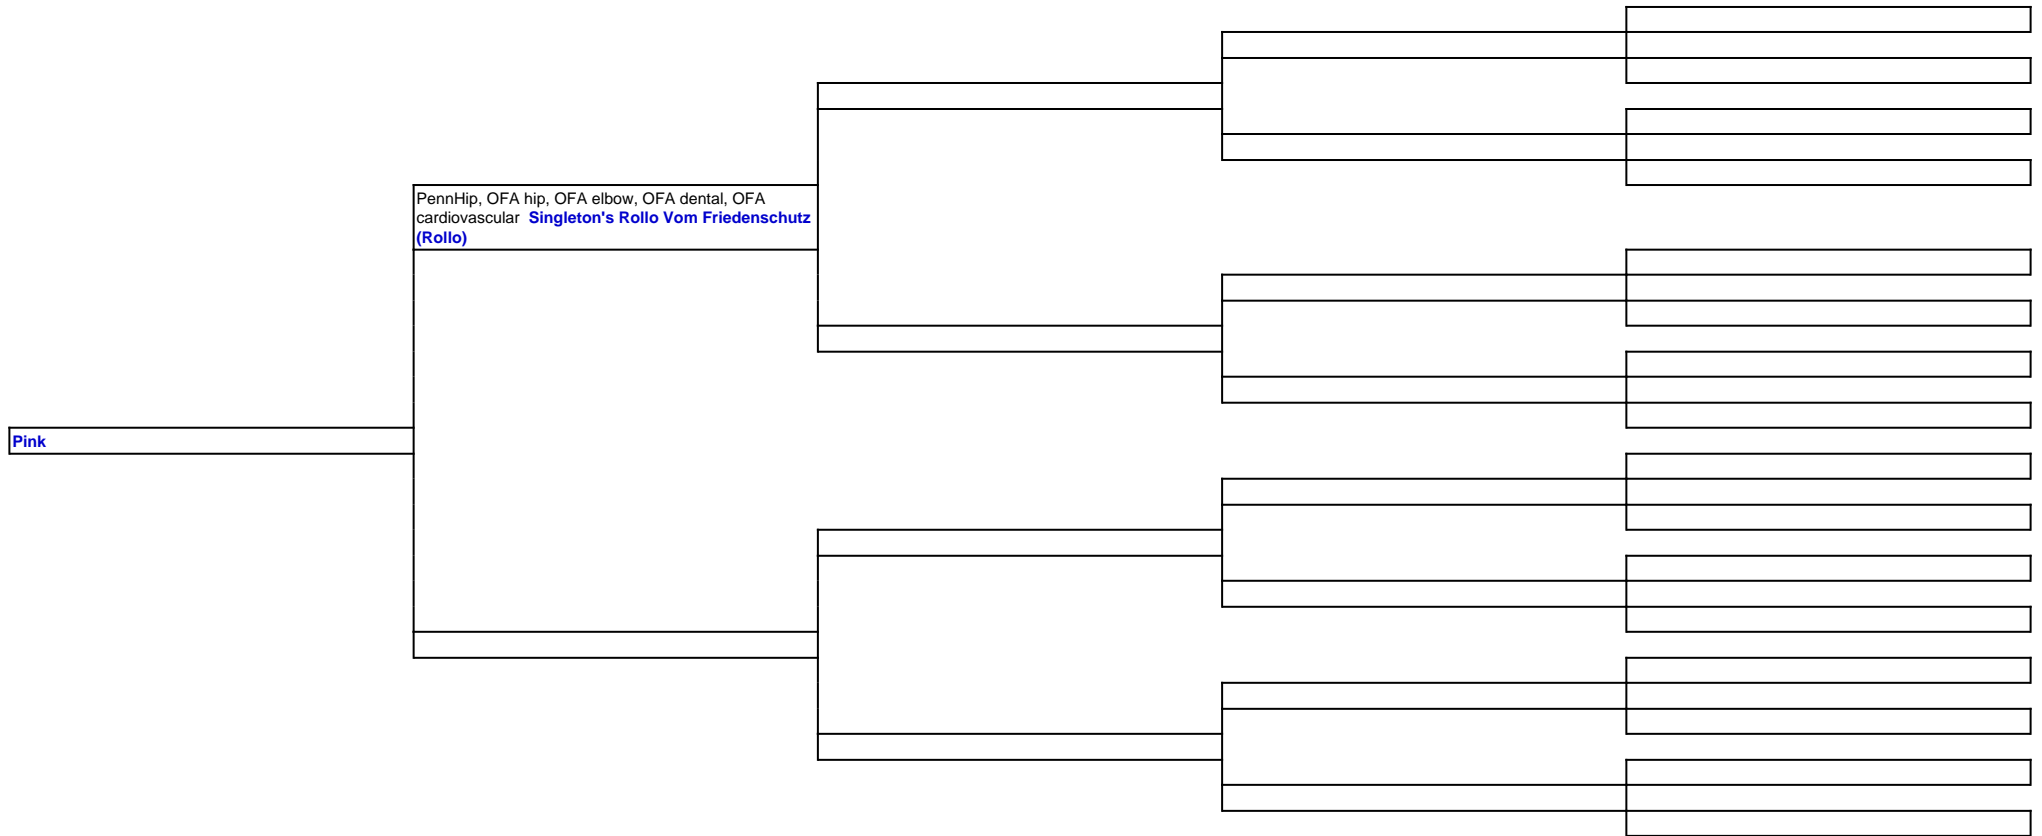 PennHip, OFA hip, OFA elbow, OFA dental, OFA
cardiovascular  Singleton's Rollo Vom Friedenschutz
(Rollo)
Pink